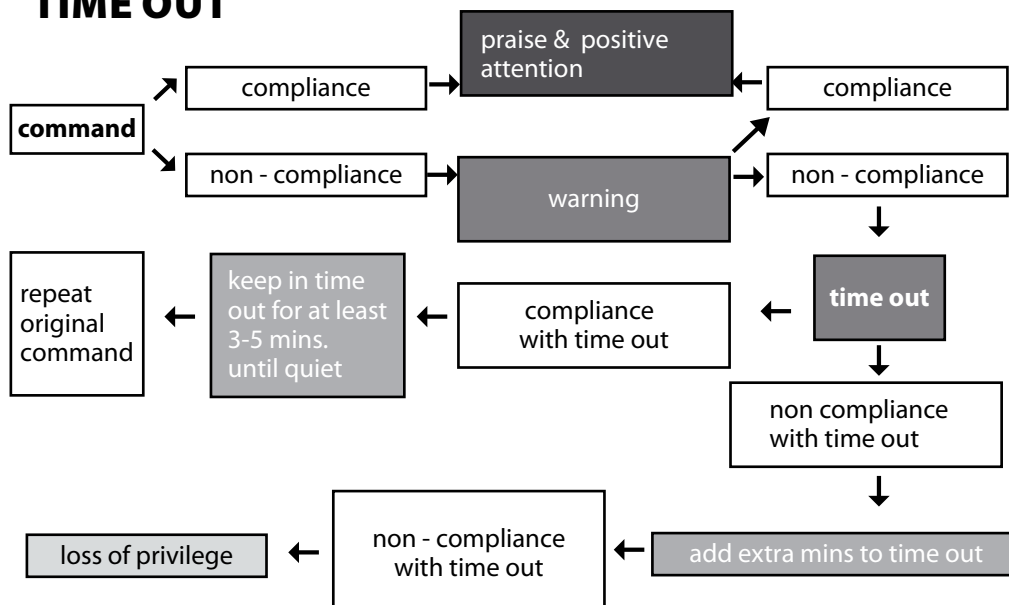 TIME OUT
praise & positive
attention
compliance
compliance
command
non - compliance
warning
non - compliance
repeat
original
command
keep in time
out for at least
3-5 mins.
until quiet
compliance
with time out
time out
non compliance
with time out
loss of privilege
non - compliance
with time out
add extra mins to time out